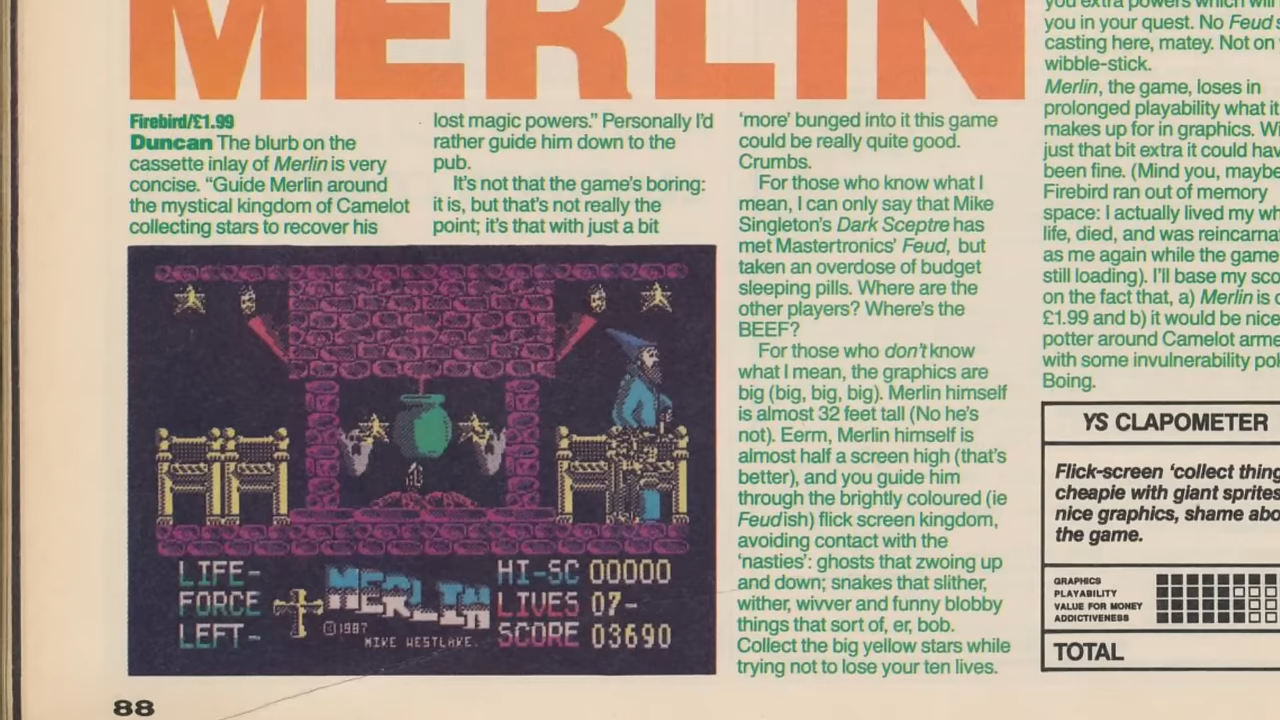 MERLIN
Firebird/£1.99
Duncan The blurb on the
cassette inlay of Merlin is very
concise. "Guide Merlin around
the mystical kingdom of Camelot
collecting stars to recover his
lost magic powers." Personally I'd
rather guide him down to the
pub.
It's not that the game's boring:
it is, but that's not really the
point; it's that with just a bit
'more' bunged into it this game
could be really quite good.
Crumbs.
For those who know what I
mean, I can only say that Mike
Singleton's Dark Sceptre has
met Mastertronics' Feud, but
taken an overdose of budget
sleeping pills. Where are the
other players? Where's the
BEEF?
For those who don't know
what I mean, the graphics are
big (big, big, big). Merlin himself
is almost 32 feet tall (No he's
not). Eerm, Merlin himself is
almost half a screen high (that's
better), and you guide him
through the brightly coloured (ie
Feudish) flick screen kingdom,
avoiding contact with the
'nasties': ghosts that zwoing up
and down; snakes that slither,
wither, wivver and funny blobby
things that sort of, er, bob.
Collect the big yellow stars while
trying not to lose your ten lives.
you extra powers which will
you in your quest. No Feud
casting here, matey. Not on
wibble-stick.
Merlin, the game, loses in
prolonged playability what it
makes up for in graphics.
just that bit extra it could
been fine. (Mind you, maybe
Firebird ran out of memory
space: I actually lived my
life, died, and was
as me again while the game
still loading). I'll base my
on the fact that, a) Merlin is
£1.99 and b) it would be nice
potter around Camelot
with some invulnerability
Boing.
YS CLAPOMETER
Flick-screen 'collect
cheapie with giant sprites
nice graphics, shame
the game.
GRAPHICS
PLAYABILITY
VALUE FOR MONEY
ADDICTIVENESS
TOTAL
LIFE-
FORCE
LEFT-
MERLIN
©1987
MIKE WESTLAKE.
HI-SC 00000
LIVES 07-
SCORE 03690
88